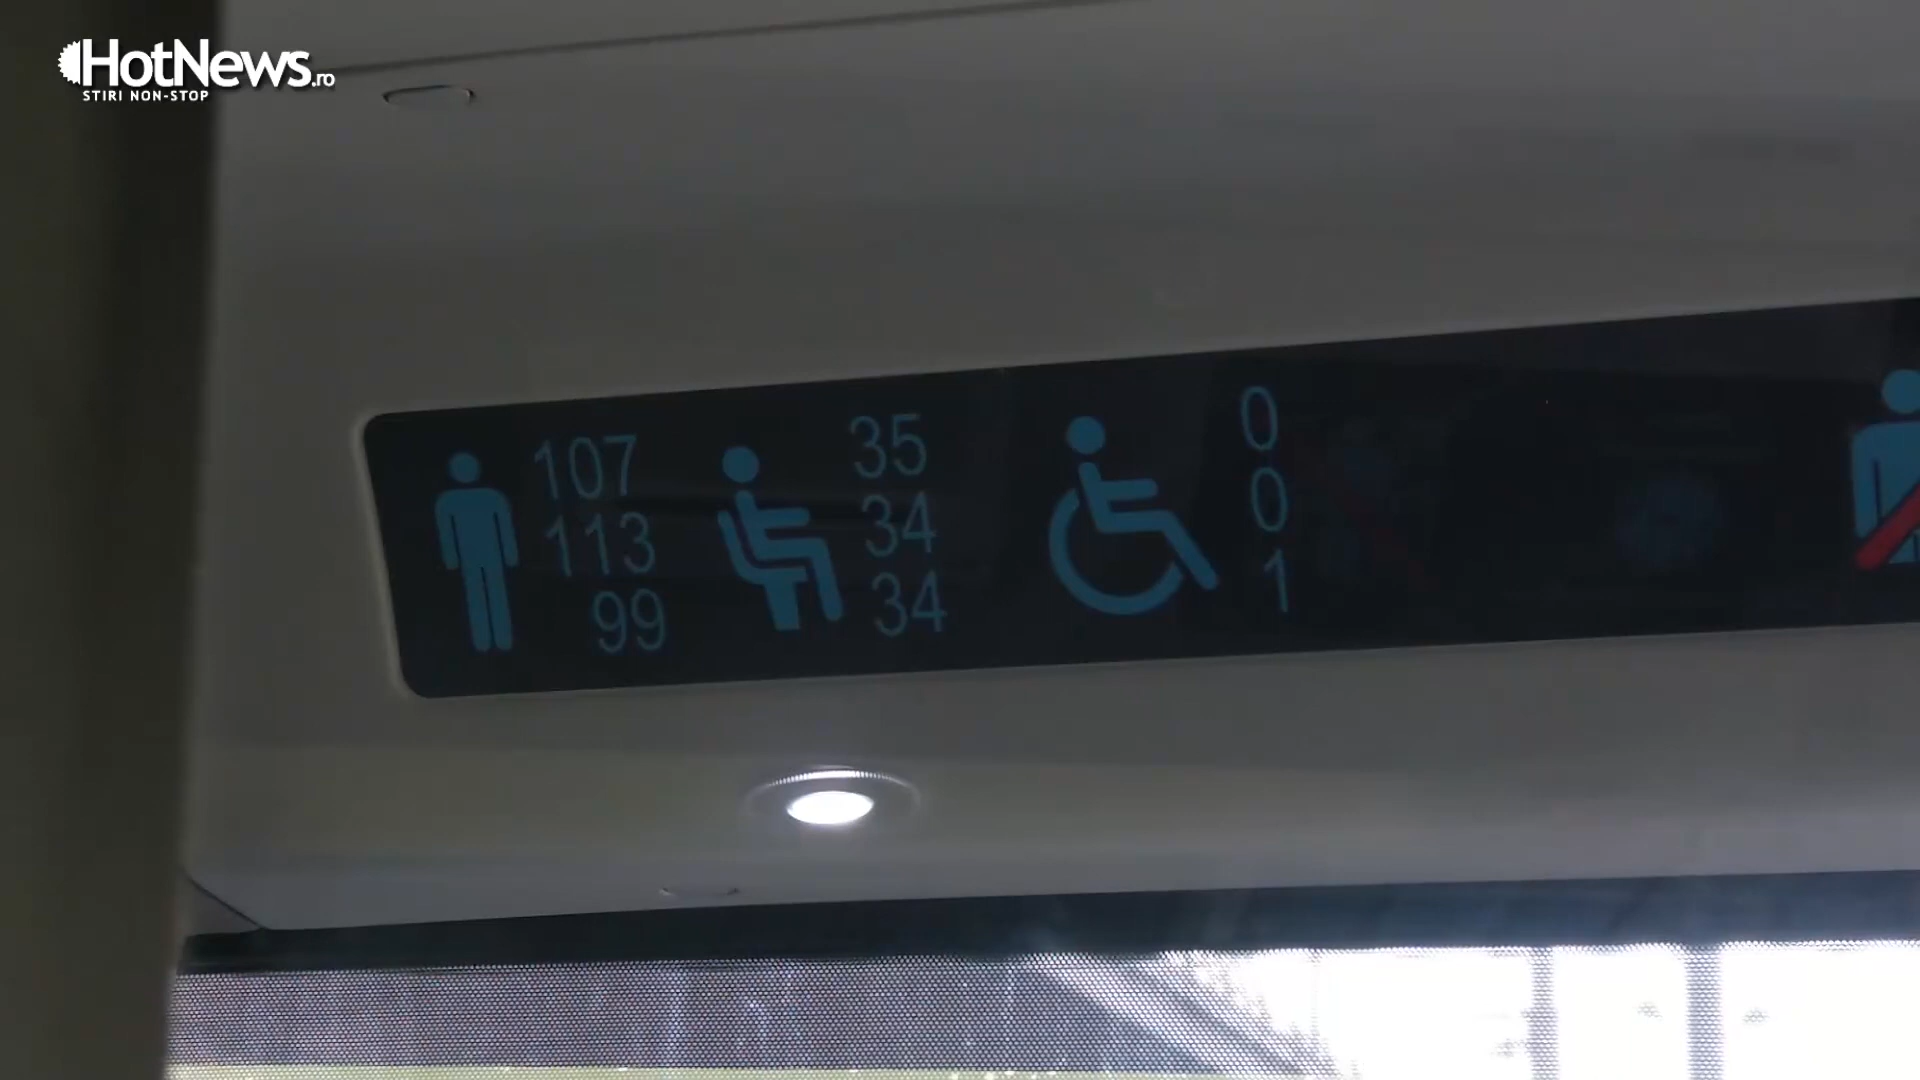 HotNews.ro
STIRI NON-STOP
107 35 0
113 34 0
99 34 1